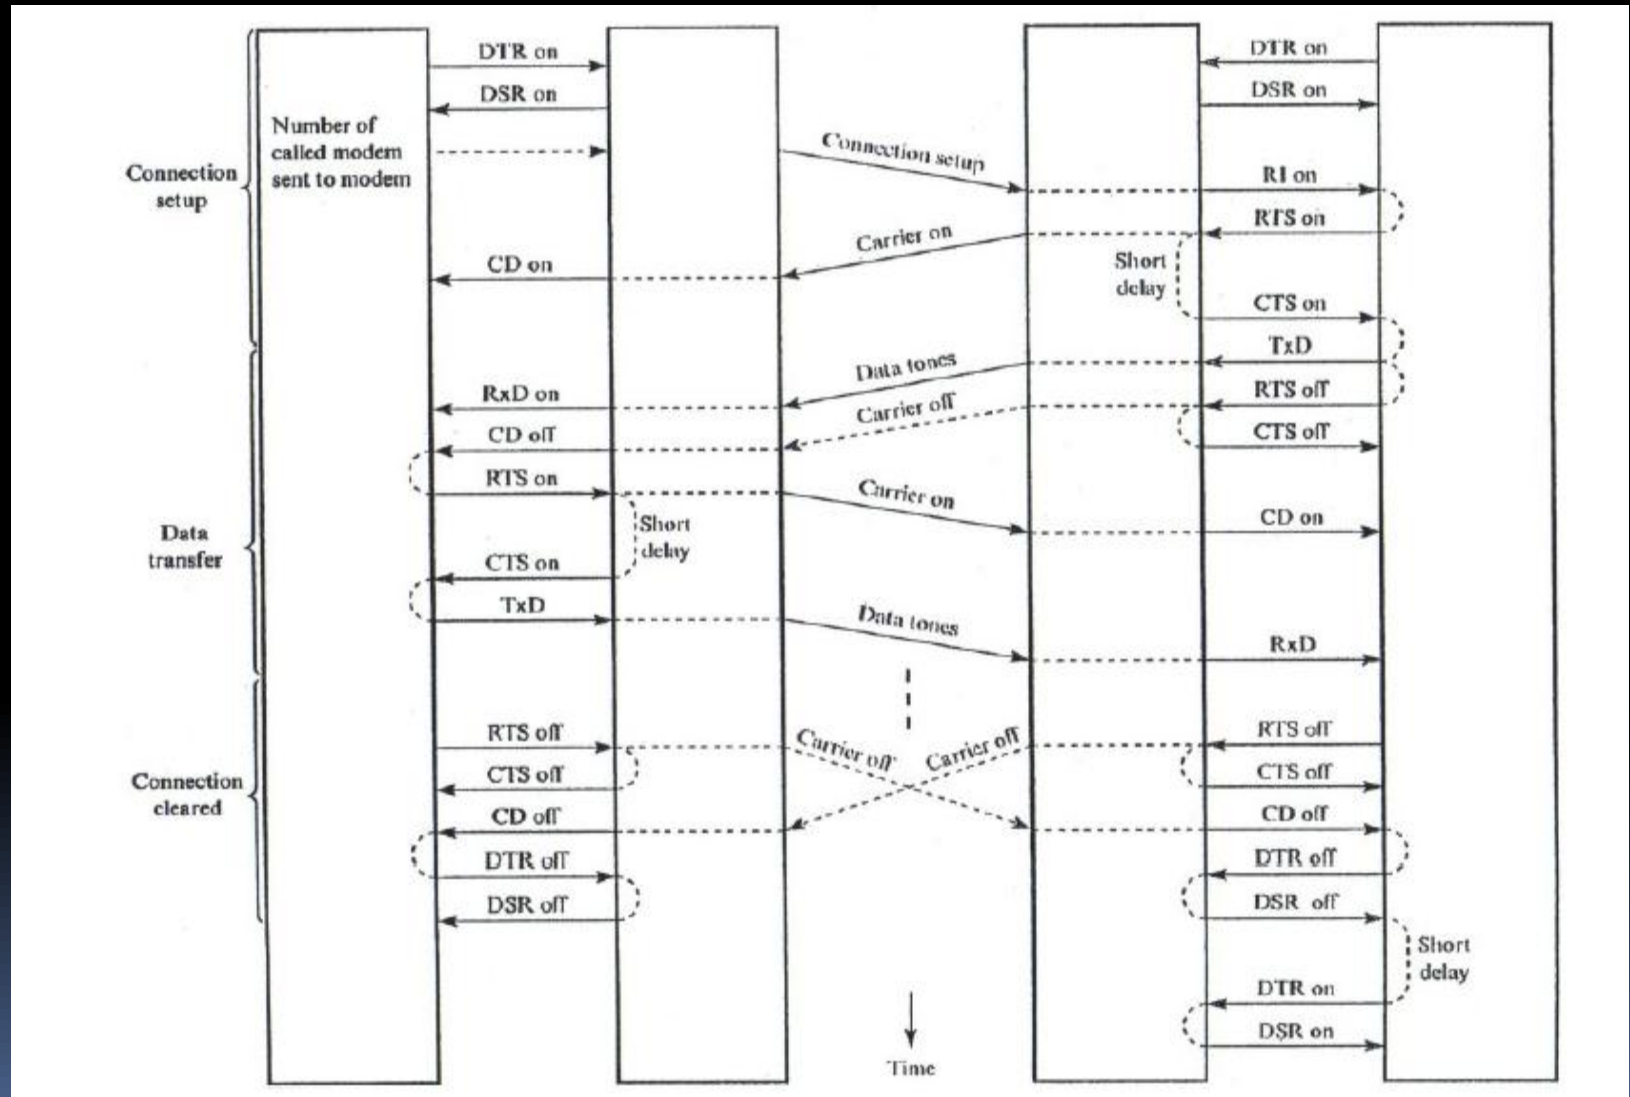 DTR on
DTR on
DSR on
DSR on
Number of
called modem
sent to modem
Connection setup
Connection
setup
RI on
RTS on
Carrier on
CD on
Short
delay
CTS on
TxD
Data tones
RxD on
RTS off
Carrier off
CD off
CTS off
RTS on
Carrier on
CD on
Short
delay
Data
transfer
CTS on
TxD
Data tones
RxD
RTS off
Carrier off
Carrier off
RTS off
CTS off
CTS off
Connection
cleared
CD off
CD off
DTR off
DTR off
DSR off
DSR off
Short
delay
DTR on
DSR on
Time